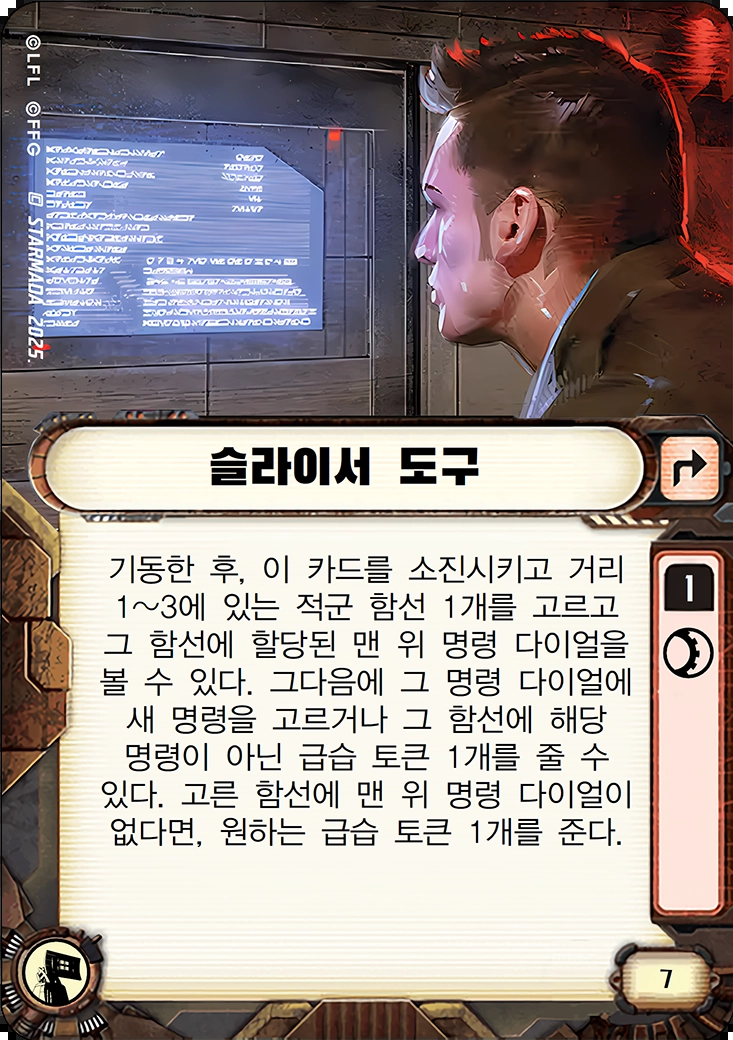 ©LFL ©FFG © STARMADA 2025.
슬라이서 도구
기동한 후, 이 카드를 소진시키고 거리
1~3에 있는 적군 함선 1개를 고르고
그 함선에 할당된 맨 위 명령 다이얼을
볼 수 있다. 그다음에 그 명령 다이얼에
새 명령을 고르거나 그 함선에 해당
명령이 아닌 급습 토큰 1개를 줄 수
있다. 고른 함선에 맨 위 명령 다이얼이
없다면, 원하는 급습 토큰 1개를 준다.
1
7